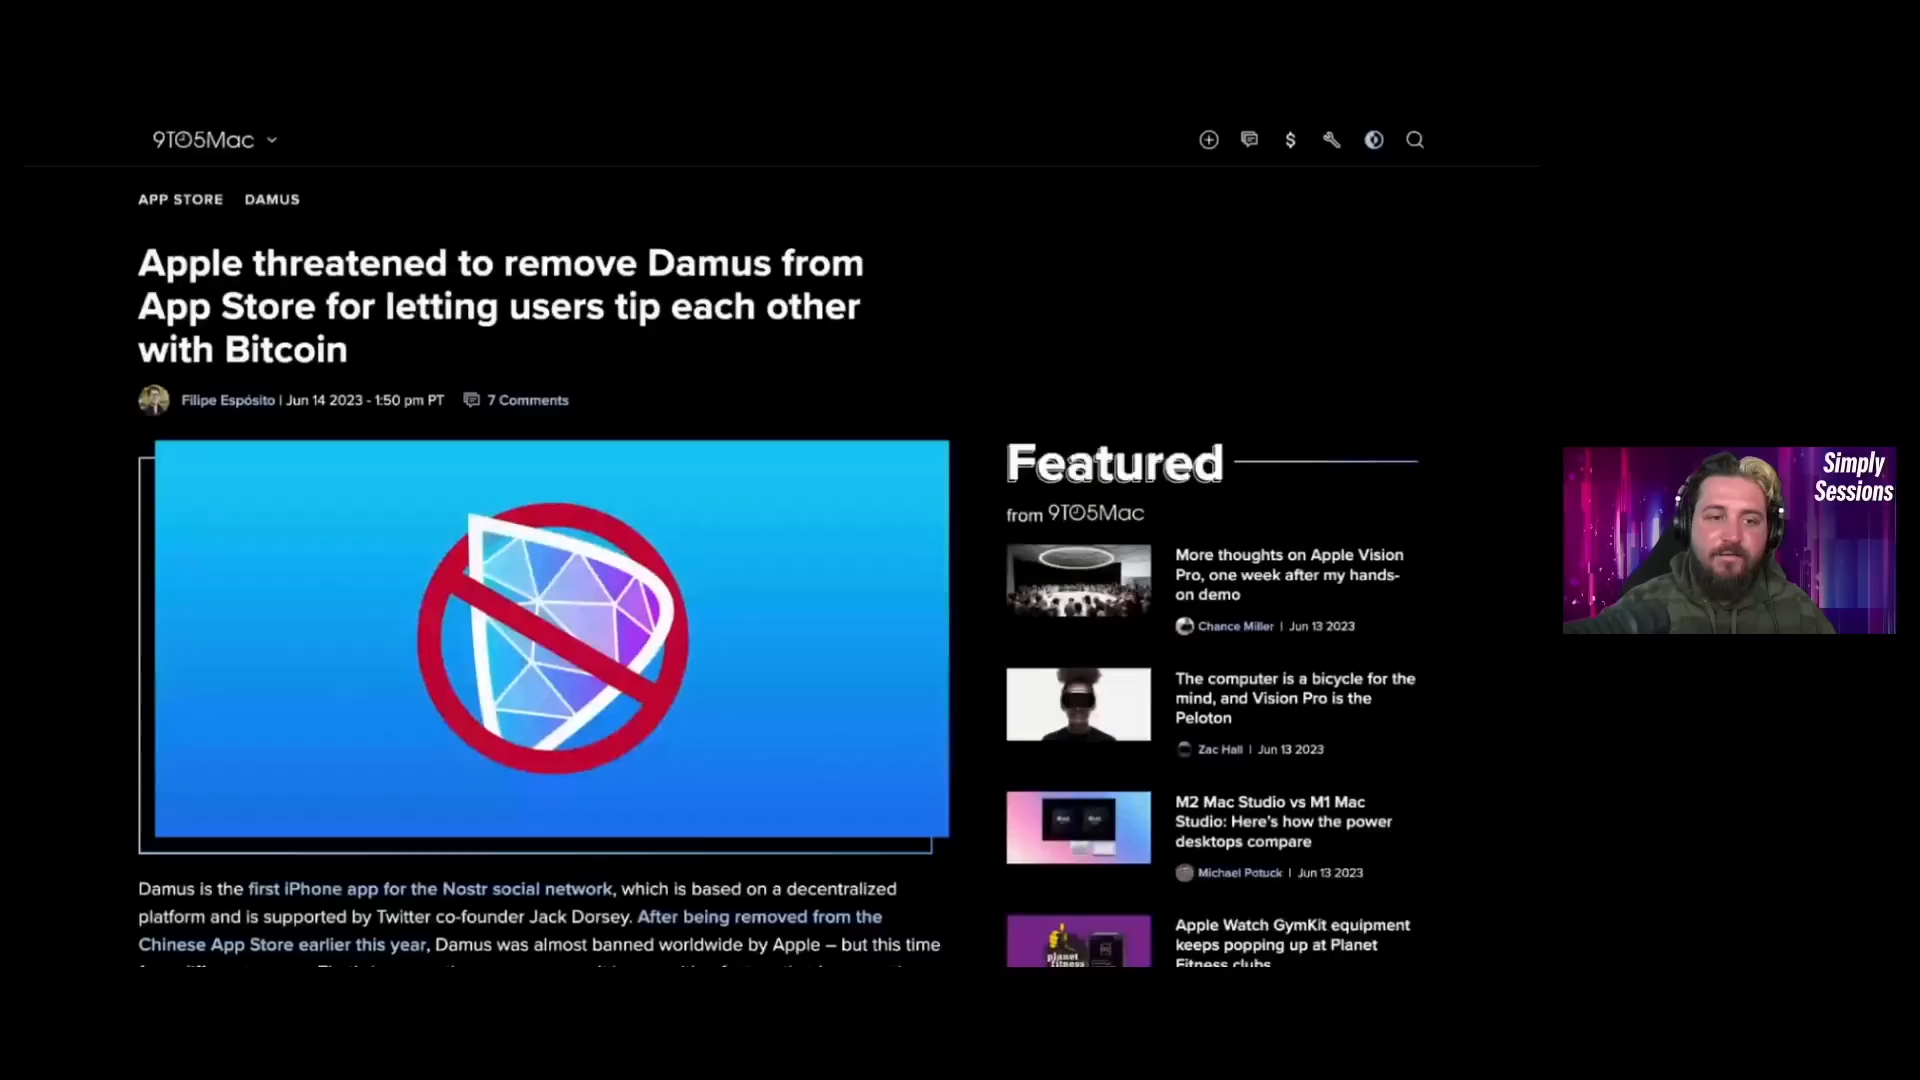 9TO5Mac
APP STORE DAMUS
Apple threatened to remove Damus from
App Store for letting users tip each other
with Bitcoin
Filipe Espósito | Jun 14 2023 - 1:50 pm PT 7 Comments
Damus is the first iPhone app for the Nostr social network, which is based on a decentralized
platform and is supported by Twitter co-founder Jack Dorsey. After being removed from the
Chinese App Store earlier this year, Damus was almost banned worldwide by Apple – but this time
Featured
from 9TO5Mac
More thoughts on Apple Vision
Pro, one week after my hands-
on demo
Chance Miller | Jun 13 2023
The computer is a bicycle for the
mind, and Vision Pro is the
Peloton
Zac Hall | Jun 13 2023
M2 Mac Studio vs M1 Mac
Studio: Here's how the power
desktops compare
Michael Potuck | Jun 13 2023
planet
fitness
Apple Watch GymKit equipment
keeps popping up at Planet
Fitness clubs
Simply
Sessions